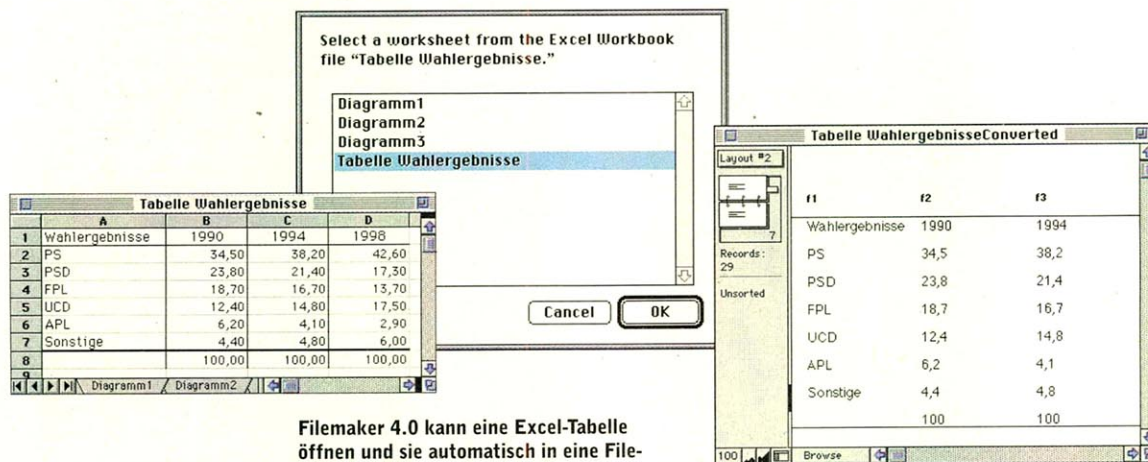 Select a worksheet from the Excel Workbook
file “Tabelle Wahlergebnisse.”
Diagramm1
Diagramm2
Diagramm3
Tabelle Wahlergebnisse
Cancel OK
Tabelle Wahlergebnisse
A B C D
1 Wahlergebnisse 1990 1994 1998
2 PS 34,50 38,20 42,60
3 PSD 23,80 21,40 17,30
4 FPL 18,70 16,70 13,70
5 UCD 12,40 14,80 17,50
6 APL 6,20 4,10 2,90
7 Sonstige 4,40 4,80 6,00
8 100,00 100,00 100,00
9
Diagramm1 Diagramm2
Tabelle WahlergebnisseConverted
Layout #2
7
Records:
29
Unsorted
f1 f2 f3
Wahlergebnisse 1990 1994
PS 34,5 38,2
PSD 23,8 21,4
FPL 18,7 16,7
UCD 12,4 14,8
APL 6,2 4,1
Sonstige 4,4 4,8
100 100
100 Browse
Filemaker 4.0 kann eine Excel-Tabelle
öffnen und sie automatisch in eine File-